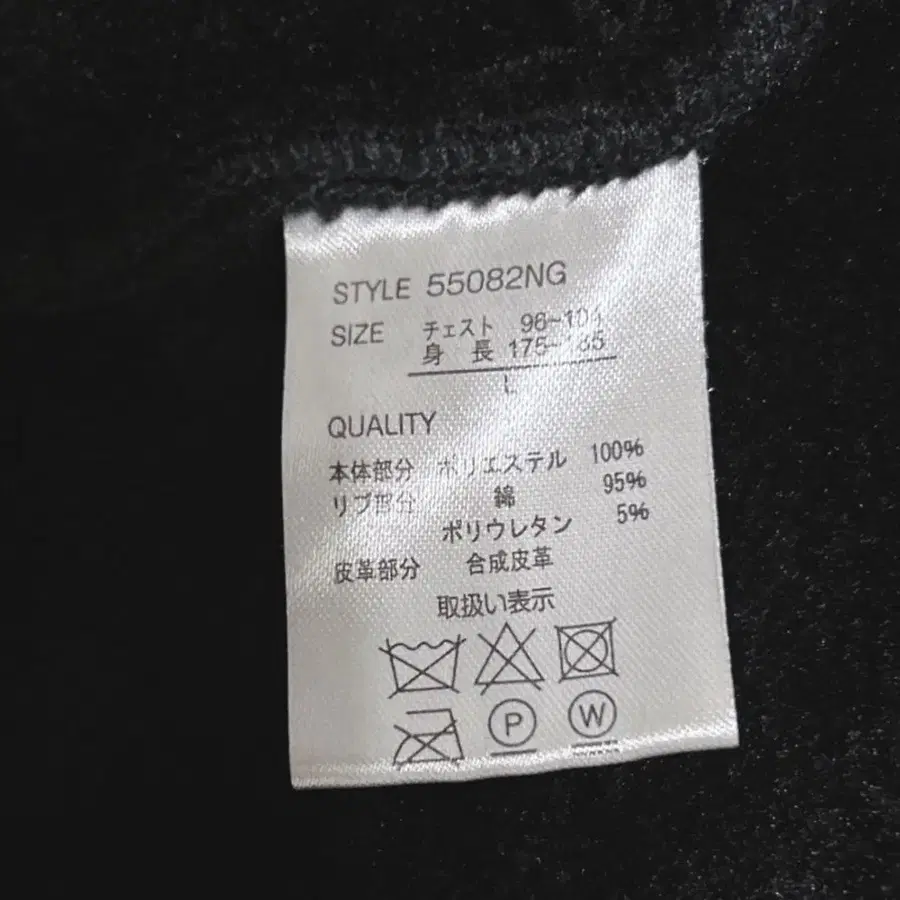 STYLE 55082NG
SIZE チェスト 96~104
身 長 175~185
L
QUALITY
本体部分 ポリエステル 100%
リブ部分 綿 95%
ポリウレタン 5%
皮革部分 合成皮革
取扱い表示
P W